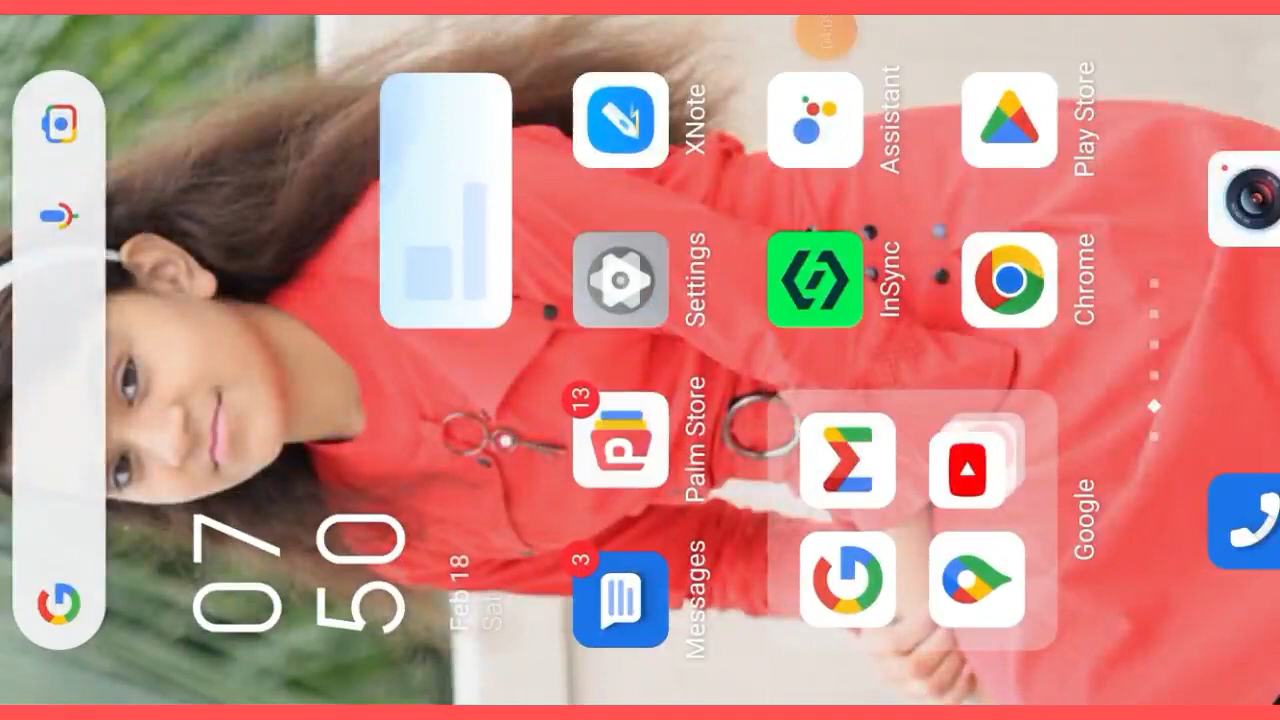 07
50
Feb 18
Sat
Messages
3
Palm Store
13
Settings
XNote
Google
InSync
Assistant
Chrome
Play Store